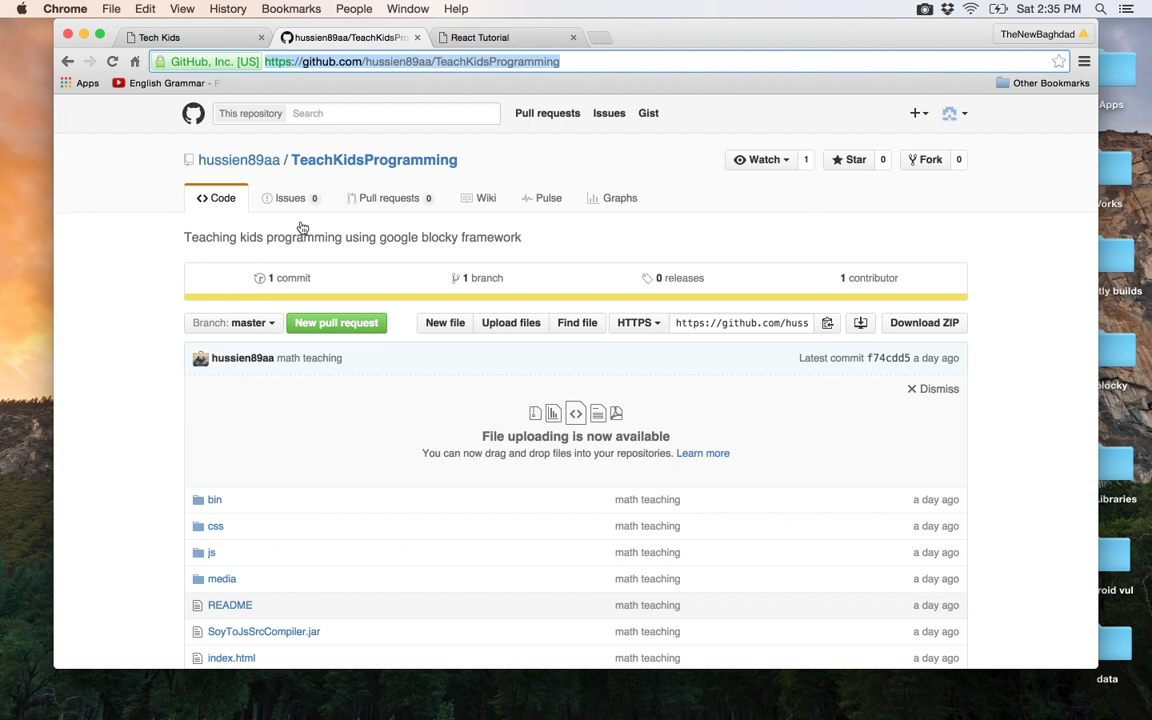 Chrome File Edit View History Bookmarks People Window Help Sat 2:35 PM
Tech Kids hussien89aa/TeachKidsPro React Tutorial TheNewBaghdad
GitHub, Inc. [US] https://github.com/hussien89aa/TeachKidsProgramming
Apps English Grammar - Other Bookmarks
Apps
This repository Search Pull requests Issues Gist
hussien89aa / TeachKidsProgramming Watch 1 Star 0 Fork 0
Code Issues 0 Pull requests 0 Wiki Pulse Graphs
orks
Teaching kids programming using google blocky framework
1 commit 1 branch 0 releases 1 contributor
tly builds
Branch: master New pull request New file Upload files Find file HTTPS https://github.com/huss Download ZIP
hussien89aa math teaching Latest commit f74cdd5 a day ago
Dismiss
locky
File uploading is now available
You can now drag and drop files into your repositories. Learn more
bin math teaching a day ago
ibraries
css math teaching a day ago
js math teaching a day ago
media math teaching a day ago
roid vul
README math teaching a day ago
SoyToJsSrcCompiler.jar math teaching a day ago
index.html math teaching a day ago
data